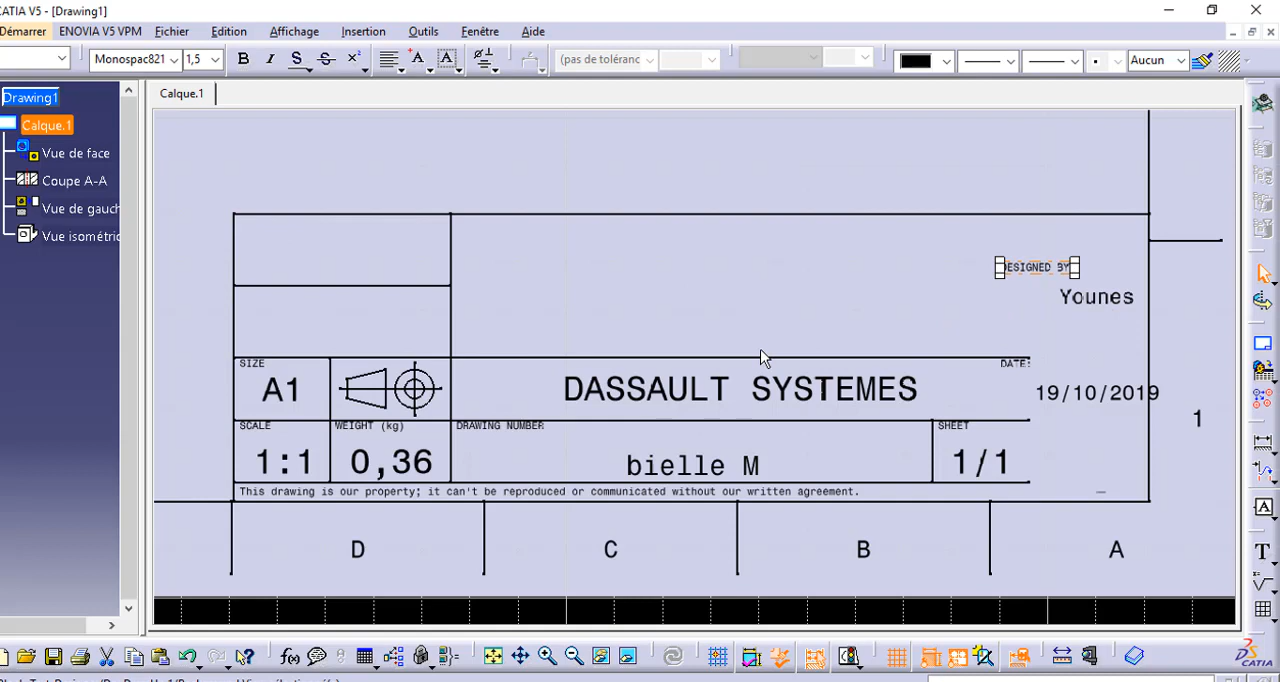 CATIA V5 - [Drawing1]
Démarrer ENOVIA V5 VPM Fichier Edition Affichage Insertion Outils Fenêtre Aide
Monospac821 1,5 B I S S (pas de toléranc Aucun
Drawing1
Calque.1
Calque.1
Vue de face
Coupe A-A
Vue de gauch
Vue isométric
DESIGNED BY
Younes
SIZE
A1
DASSAULT SYSTEMES
DATE:
19/10/2019
1
SCALE
1:1
WEIGHT (kg)
0,36
DRAWING NUMBER
bielle M
SHEET
1/1
This drawing is our property; it can't be reproduced or communicated without our written agreement.
D C B A
CATIA